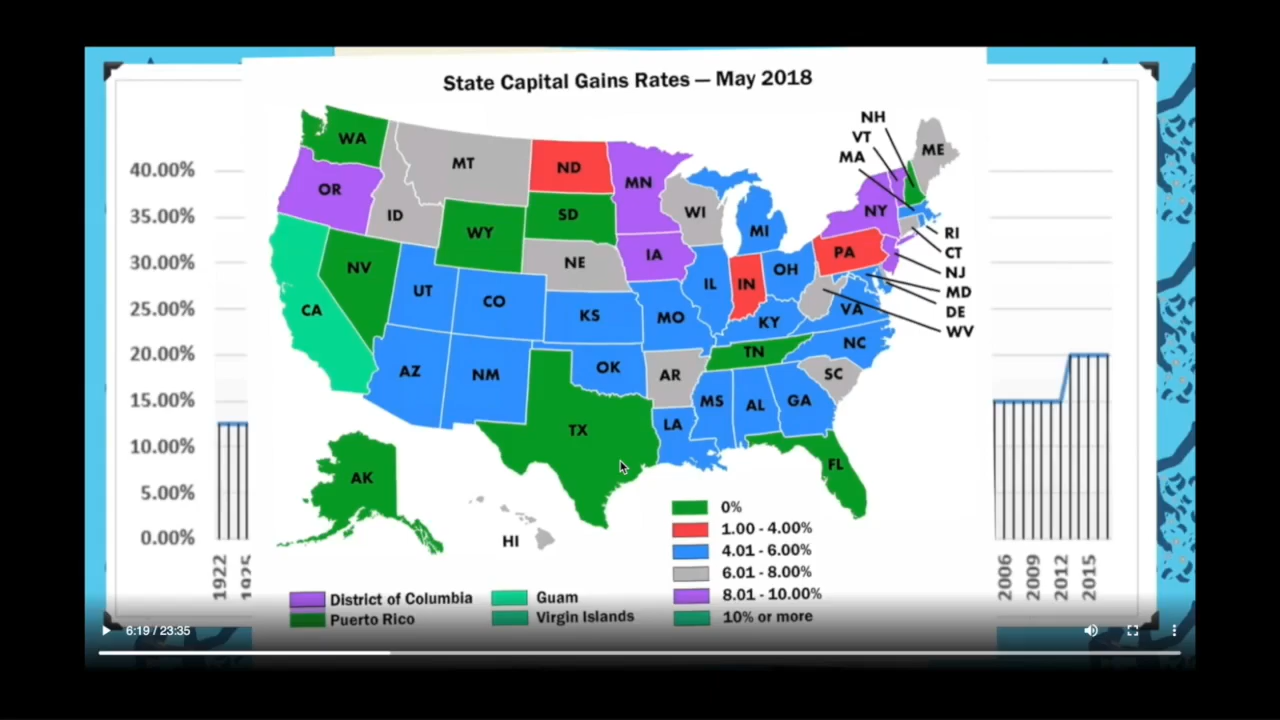 State Capital Gains Rates — May 2018
40.00%
35.00%
30.00%
25.00%
20.00%
15.00%
10.00%
5.00%
0.00%
1922
WA
OR
CA
NV
ID
MT
WY
UT
AZ
CO
NM
ND
SD
NE
KS
OK
TX
MN
IA
MO
AR
LA
WI
IL
MI
IN
OH
KY
TN
MS
AL
GA
FL
SC
NC
VA
PA
NY
ME
NH
VT
MA
RI
CT
NJ
MD
DE
WV
AK
HI
0%
1.00 - 4.00%
4.01 - 6.00%
6.01 - 8.00%
8.01 - 10.00%
10% or more
District of Columbia
Puerto Rico
Guam
Virgin Islands
2006
2009
2012
2015
6:19 / 23:35